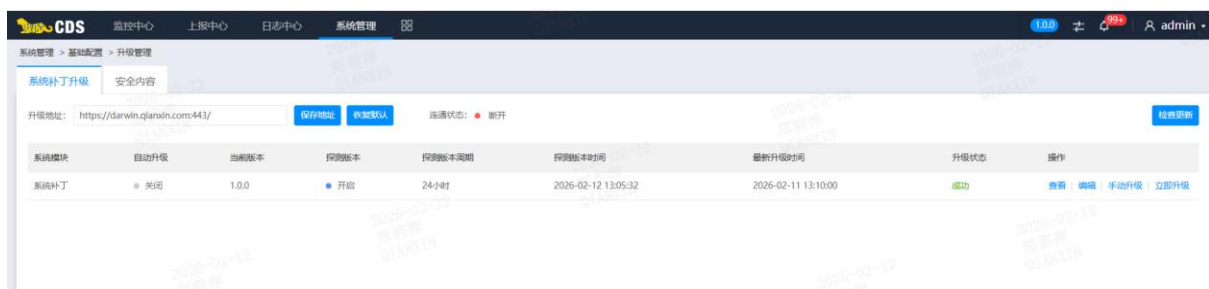 CDS 监控中心 上报中心 日志中心 系统管理 1.0.0 99+ admin
系统管理 > 基础配置 > 升级管理
系统补丁升级 安全内容
升级地址: https://darwin.qianxin.com:443/ 保存地址 恢复默认 连通状态: 断开 检查更新
系统模块 自动升级 当前版本 探测版本 探测版本周期 探测版本时间 最新升级时间 升级状态 操作
系统补丁 关闭 1.0.0 开启 24小时 2026-02-12 13:05:32 2026-02-11 13:10:00 成功 查看 编辑 手动升级 立即升级
2026-02-12
QIANXIN